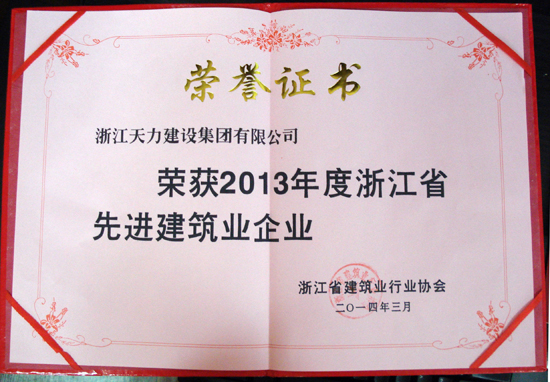 荣誉证书
浙江天力建设集团有限公司
荣获2013年度浙江省
先进建筑业企业
浙江省建筑业行业协会
二〇一四年三月